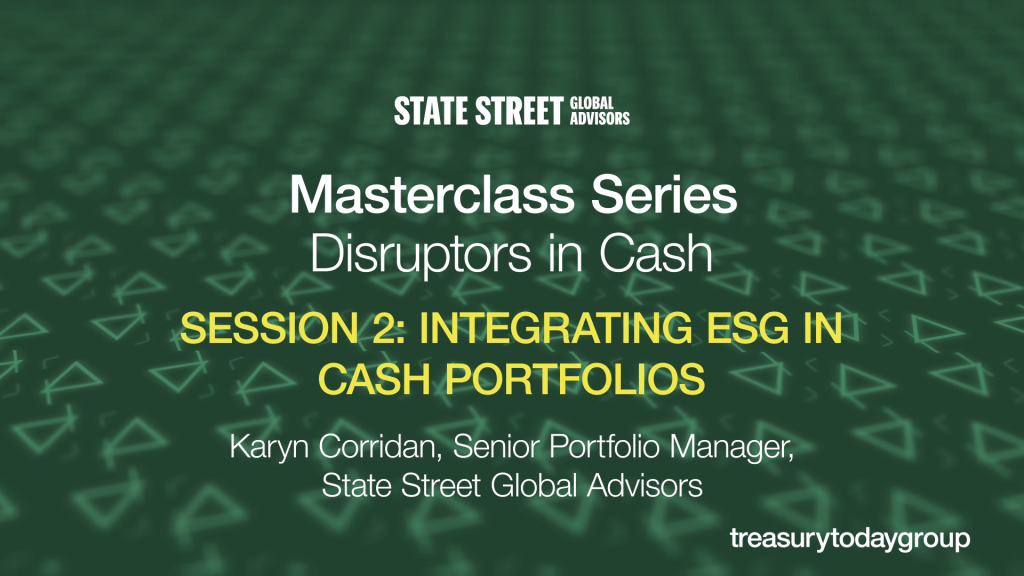 STATE STREET GLOBAL ADVISORS
Masterclass Series
Disruptors in Cash
SESSION 2: INTEGRATING ESG IN
CASH PORTFOLIOS
Karyn Corridan, Senior Portfolio Manager,
State Street Global Advisors
treasurytodaygroup